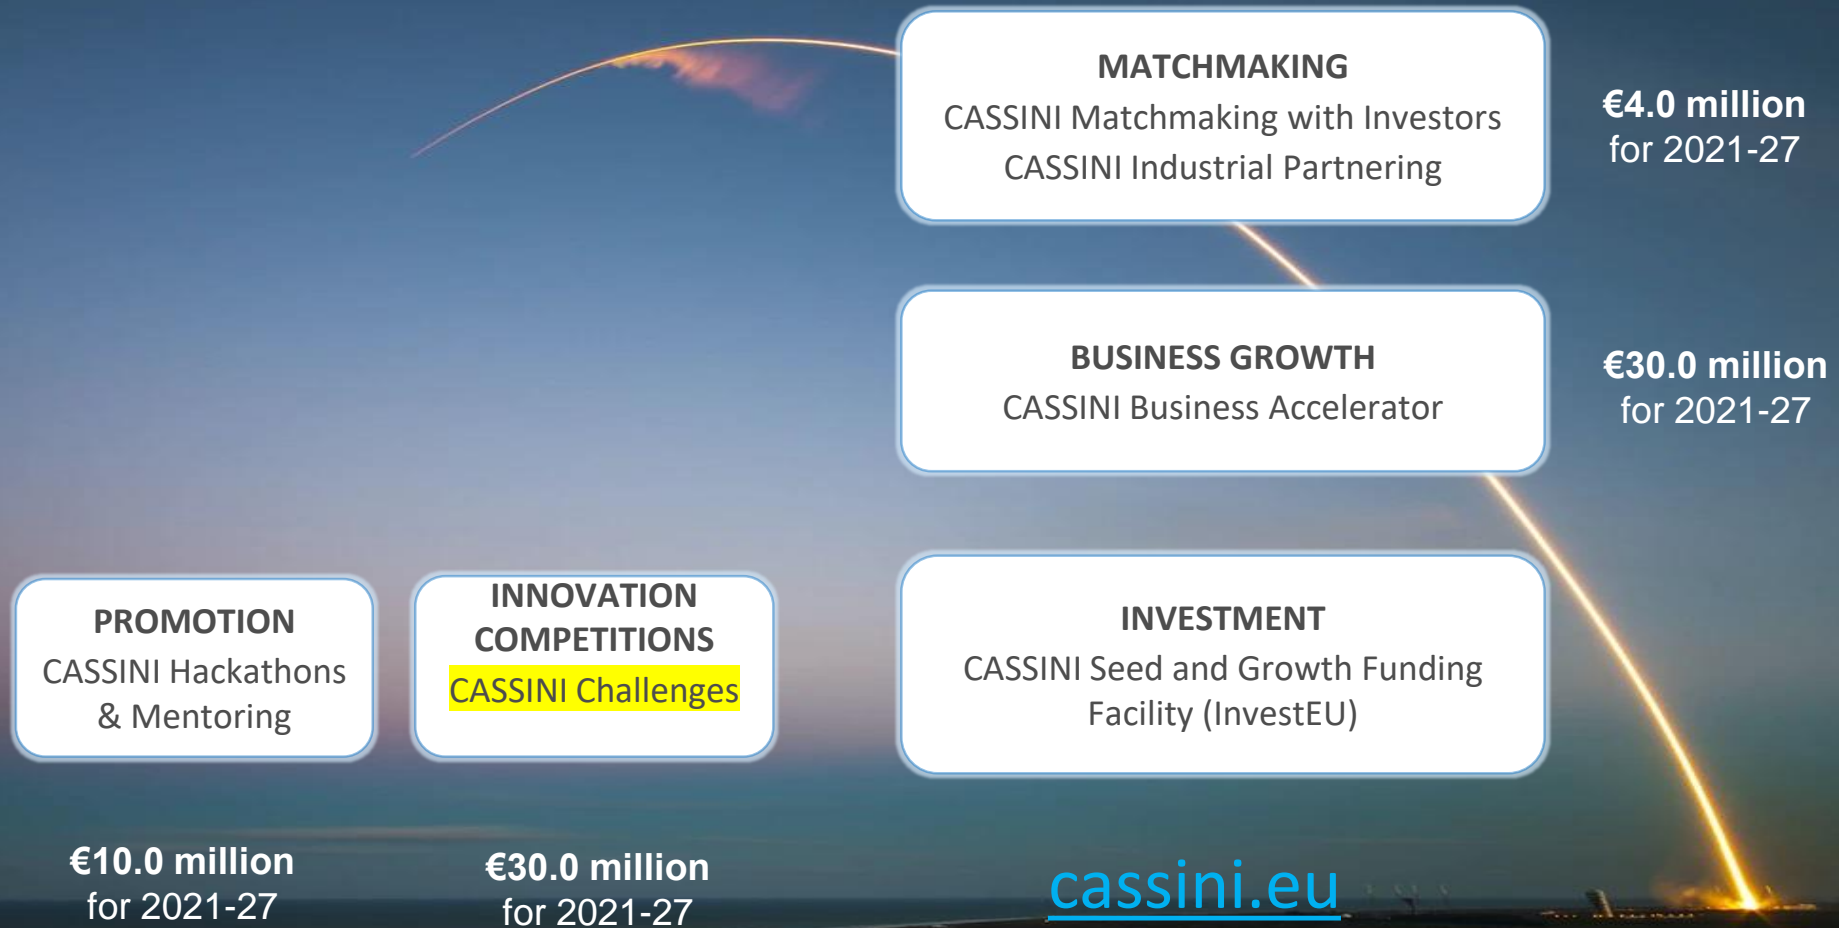 MATCHMAKING
CASSINI Matchmaking with Investors
CASSINI Industrial Partnering
€4.0 million
for 2021-27
BUSINESS GROWTH
CASSINI Business Accelerator
€30.0 million
for 2021-27
PROMOTION
CASSINI Hackathons
& Mentoring
INNOVATION
COMPETITIONS
CASSINI Challenges
INVESTMENT
CASSINI Seed and Growth Funding
Facility (InvestEU)
€10.0 million
for 2021-27
€30.0 million
for 2021-27
cassini.eu